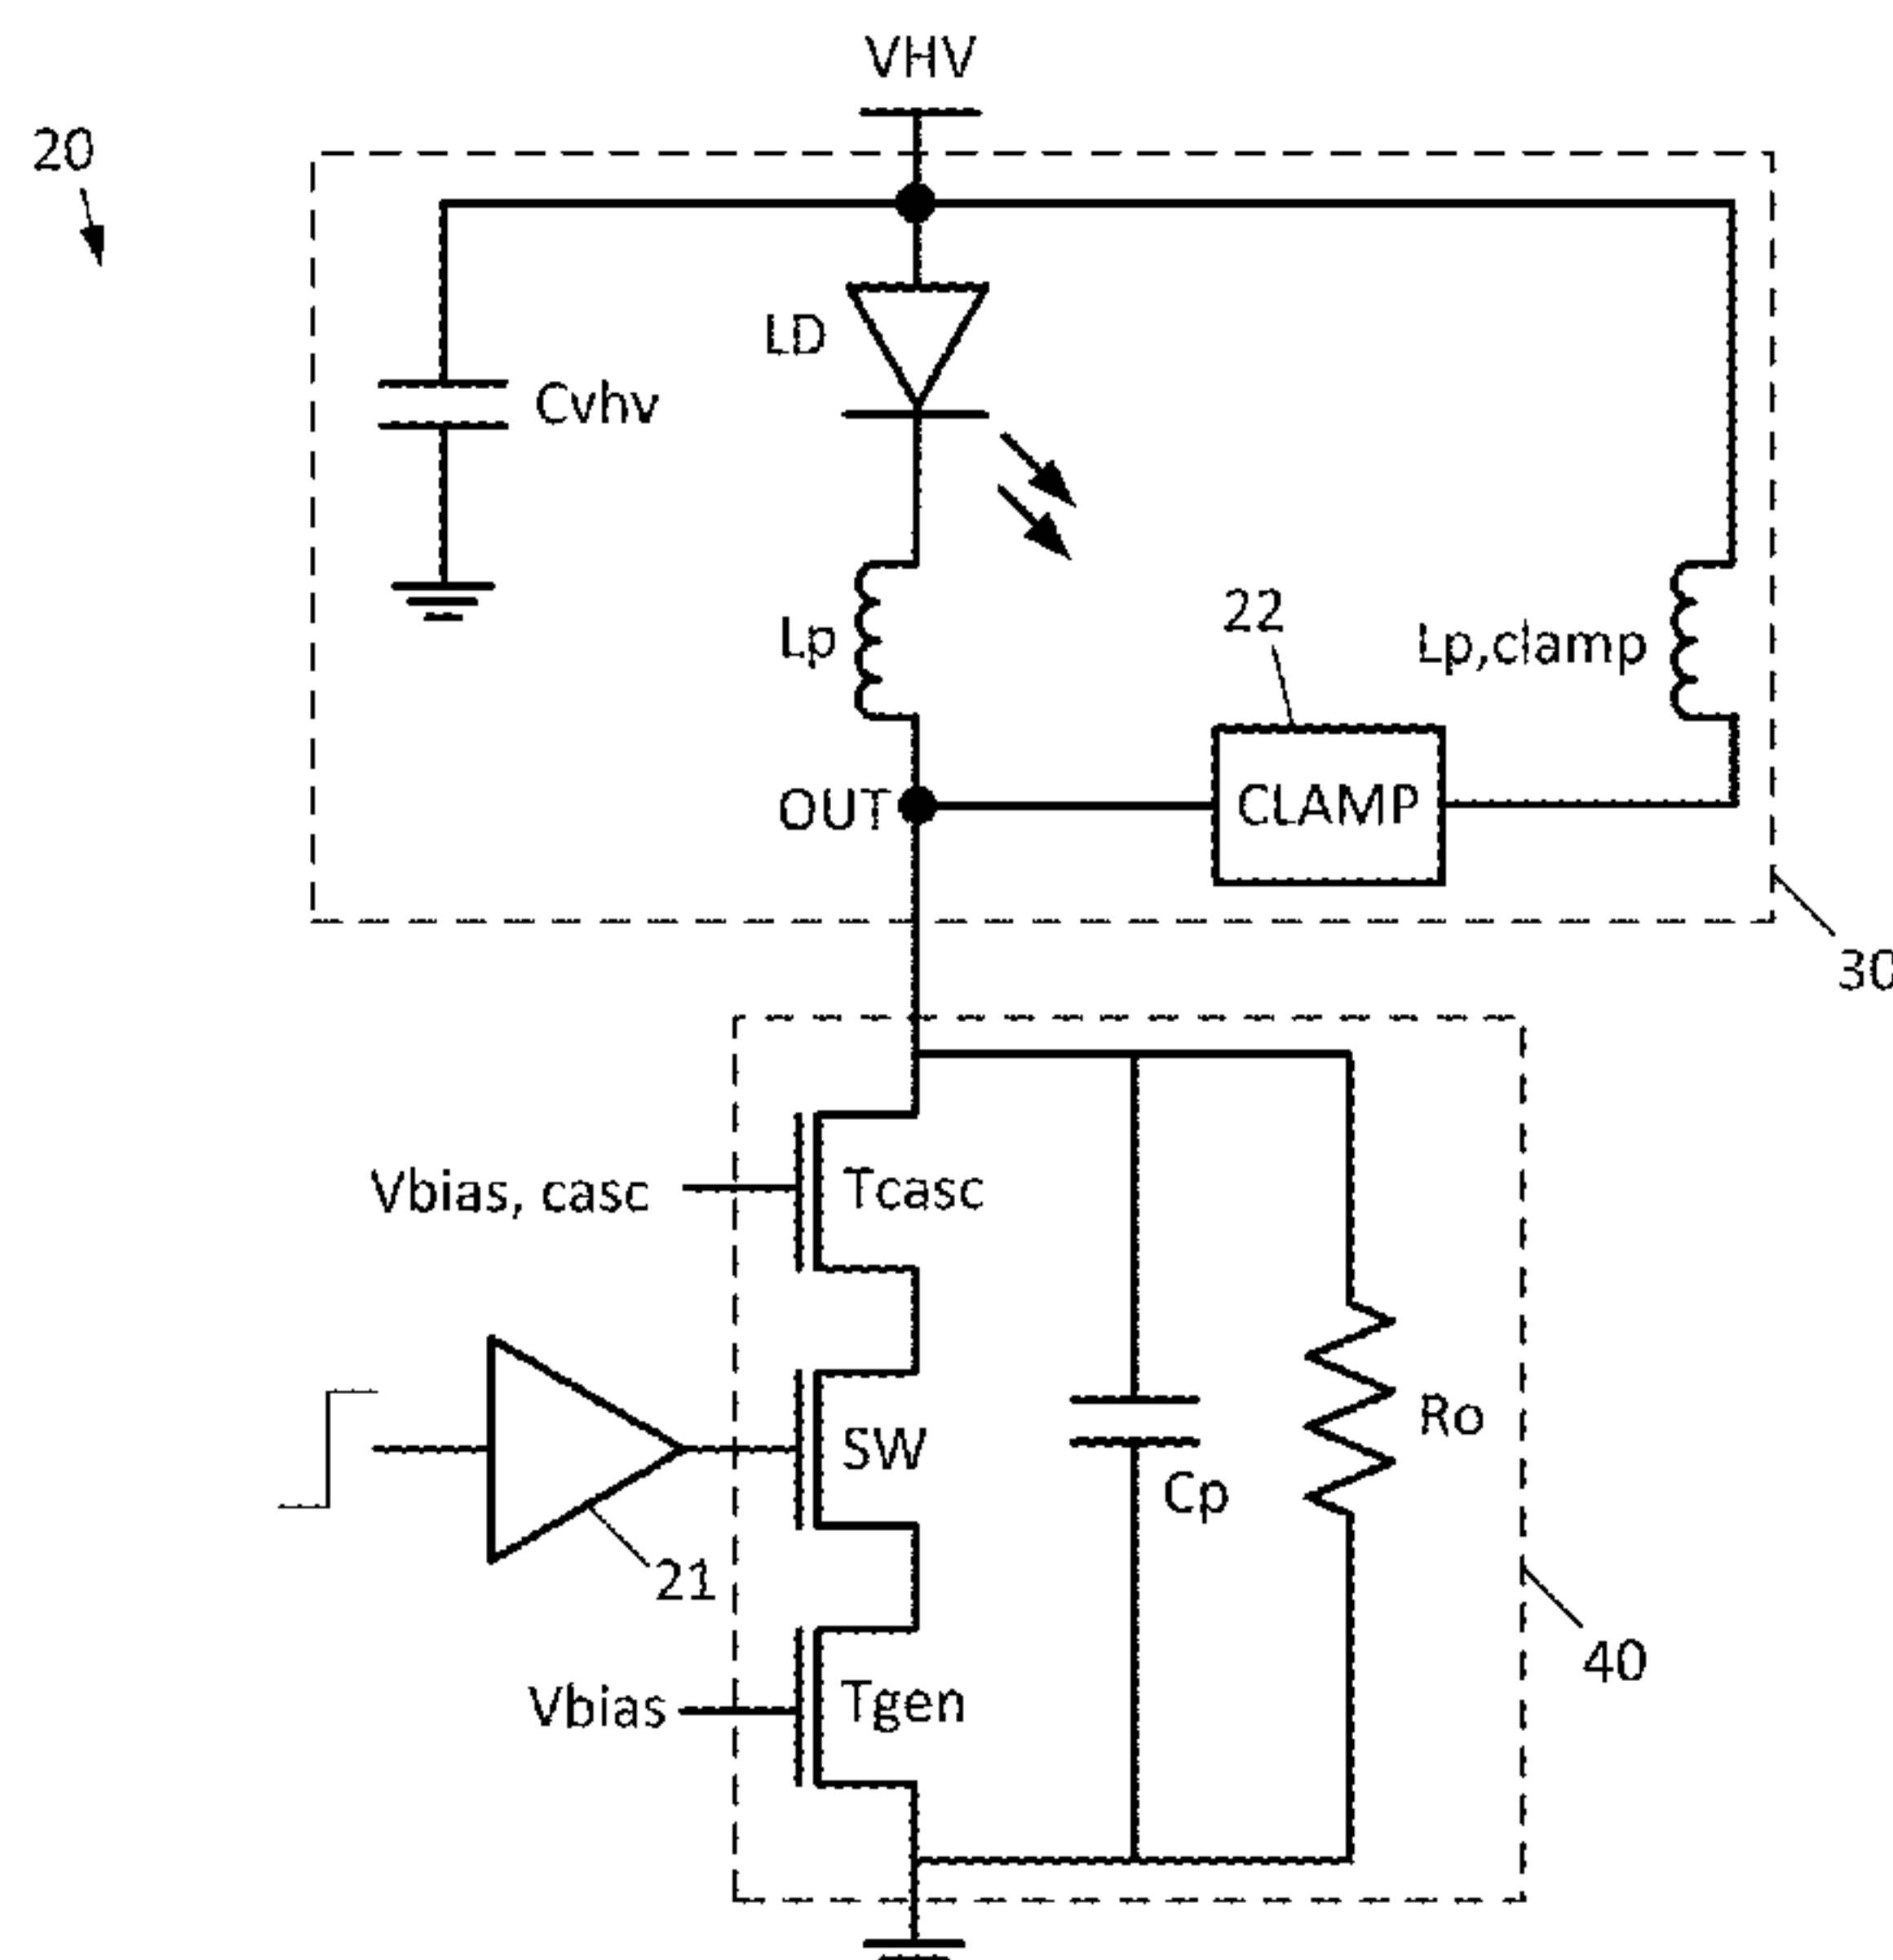 VHV
20
LD
Cvhv
22
Lp
Lp,clamp
OUT
CLAMP
30
Vbias, casc
Tcasc
SW
Ro
Cp
21
40
Vbias
Tgen